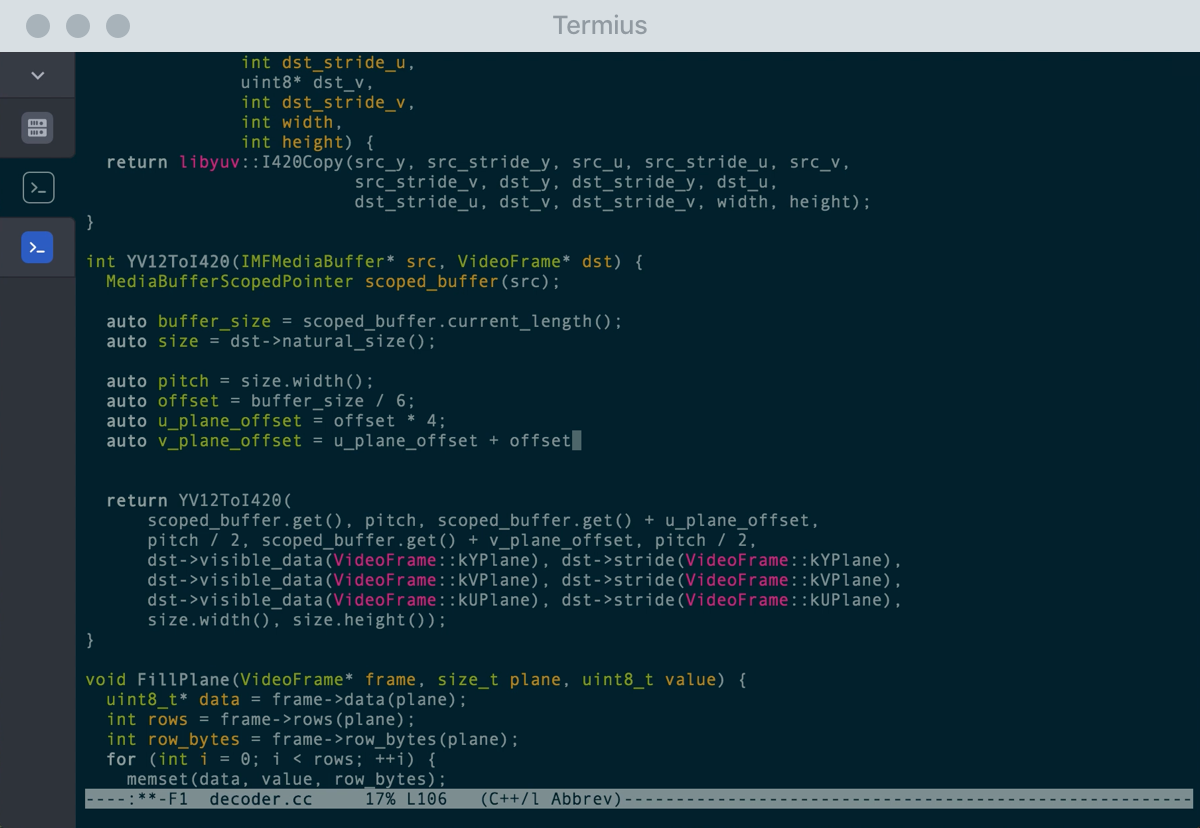 Termius
int dst_stride_u,
uint8* dst_v,
int dst_stride_v,
int width,
int height) {
return libyuv::I420Copy(src_y, src_stride_y, src_u, src_stride_u, src_v,
src_stride_v, dst_y, dst_stride_y, dst_u,
dst_stride_u, dst_v, dst_stride_v, width, height);
}
int YV12ToI420(IMFMediaBuffer* src, VideoFrame* dst) {
MediaBufferScopedPointer scoped_buffer(src);
auto buffer_size = scoped_buffer.current_length();
auto size = dst->natural_size();
auto pitch = size.width();
auto offset = buffer_size / 6;
auto u_plane_offset = offset * 4;
auto v_plane_offset = u_plane_offset + offset
return YV12ToI420(
scoped_buffer.get(), pitch, scoped_buffer.get() + u_plane_offset,
pitch / 2, scoped_buffer.get() + v_plane_offset, pitch / 2,
dst->visible_data(VideoFrame::kYPlane), dst->stride(VideoFrame::kYPlane),
dst->visible_data(VideoFrame::kVPlane), dst->stride(VideoFrame::kVPlane),
dst->visible_data(VideoFrame::kUPlane), dst->stride(VideoFrame::kUPlane),
size.width(), size.height());
}
void FillPlane(VideoFrame* frame, size_t plane, uint8_t value) {
uint8_t* data = frame->data(plane);
int rows = frame->rows(plane);
int row_bytes = frame->row_bytes(plane);
for (int i = 0; i < rows; ++i) {
memset(data, value, row_bytes);
----:**-F1  decoder.cc     17% L106   (C++/l Abbrev)-------------------------------------------------------